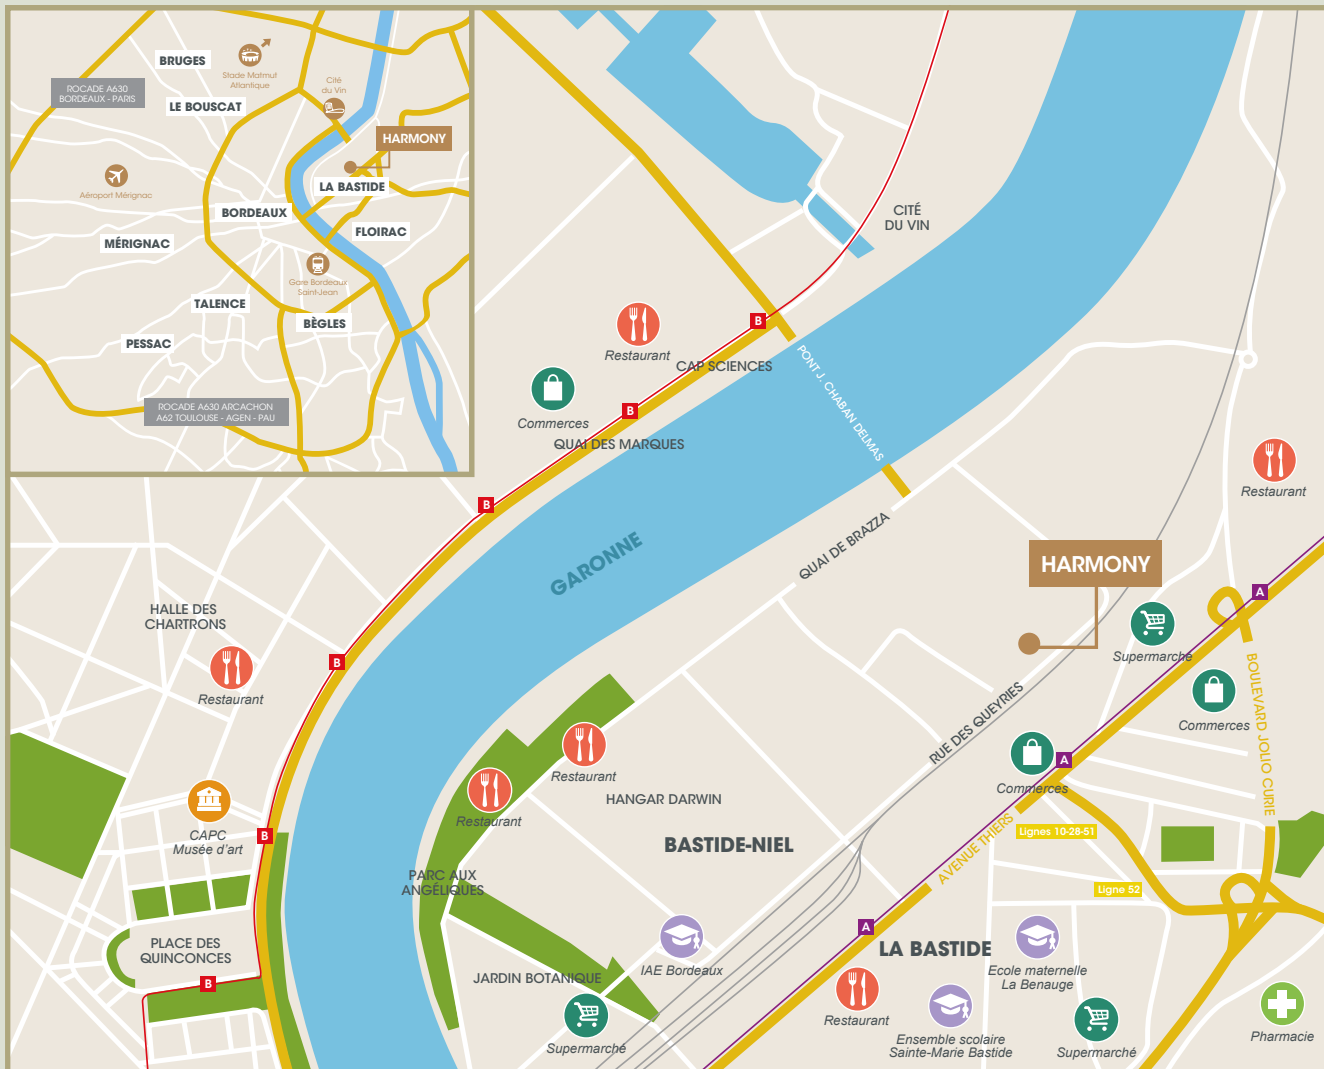 BRUGES
Stade Matmut
Atlantique
ROCADE A630
BORDEAUX - PARIS
LE BOUSCAT
Cité
du Vin
HARMONY
Aéroport Mérignac
LA BASTIDE
BORDEAUX
FLOIRAC
MÉRIGNAC
Gare Bordeaux
Saint-Jean
TALENCE
BÈGLES
PESSAC
ROCADE A630 ARCACHON
A62 TOULOUSE - AGEN - PAU
CITÉ
DU VIN
B
Restaurant
CAP SCIENCES
PONT J. CHABAN DELMAS
B
Commerces
QUAI DES MARQUES
Restaurant
B
QUAI DE BRAZZA
GARONNE
HARMONY
A
HALLE DES
CHARTRONS
B
Restaurant
Supermarché
Commerces
BOULEVARD JOLIO CURIE
RUE DES QUEYRIES
Restaurant
A
Commerces
Restaurant
HANGAR DARWIN
CAPC
Musée d'art
B
BASTIDE-NIEL
Lignes 10-28-51
AVENUE THIERS
PARC AUX
ANGÉLIQUES
Ligne 52
A
PLACE DES
QUINCONCES
LA BASTIDE
IAE Bordeaux
Ecole maternelle
La Benauge
JARDIN BOTANIQUE
B
Restaurant
Supermarché
Ensemble scolaire
Sainte-Marie Bastide
Supermarché
Pharmacie